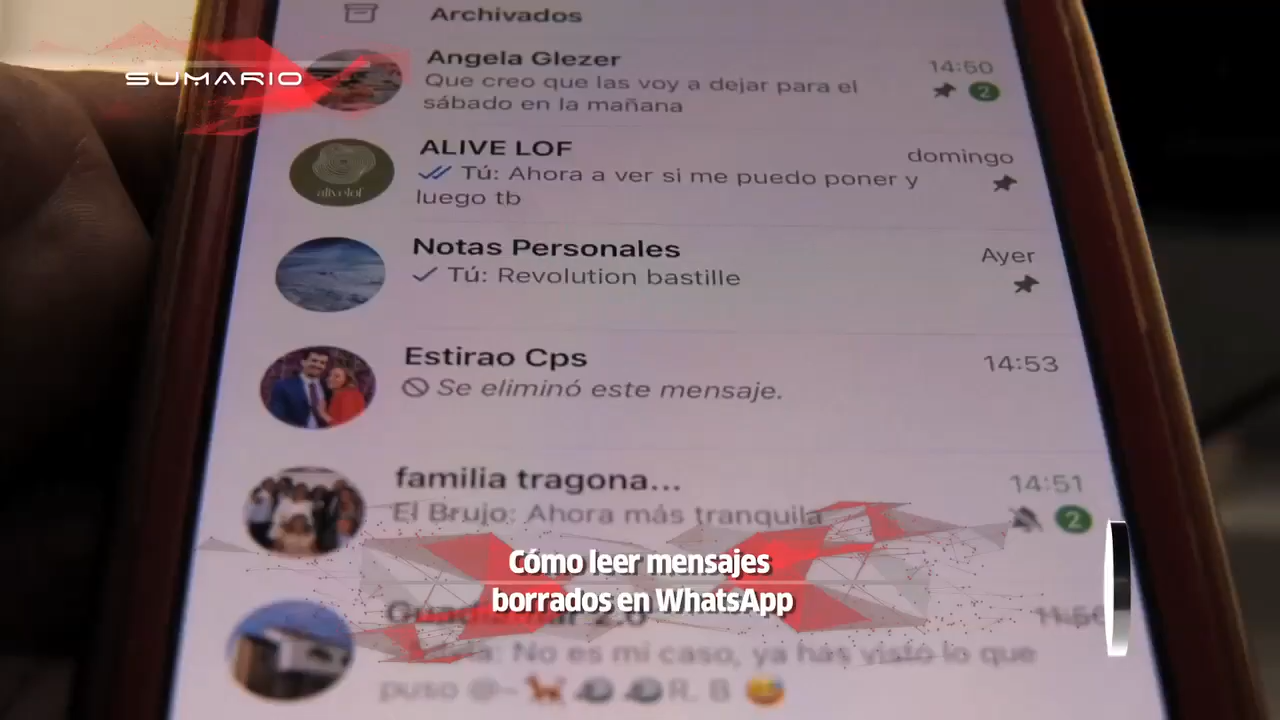 Archivados
SUMARIO
Angela Glezer
14:50
Que creo que las voy a dejar para el
sábado en la mañana
2
ALIVE LOF
domingo
alivelof
Tú: Ahora a ver si me puedo poner y
luego tb
Notas Personales
Ayer
Tú: Revolution bastille
Estirao Cps
14:53
Se eliminó este mensaje.
familia tragona...
14:51
El Brujo: Ahora más tranquila
2
Cómo leer mensajes
borrados en WhatsApp
2.0
No es mi caso, ya has visto lo que
puso @~ R. B